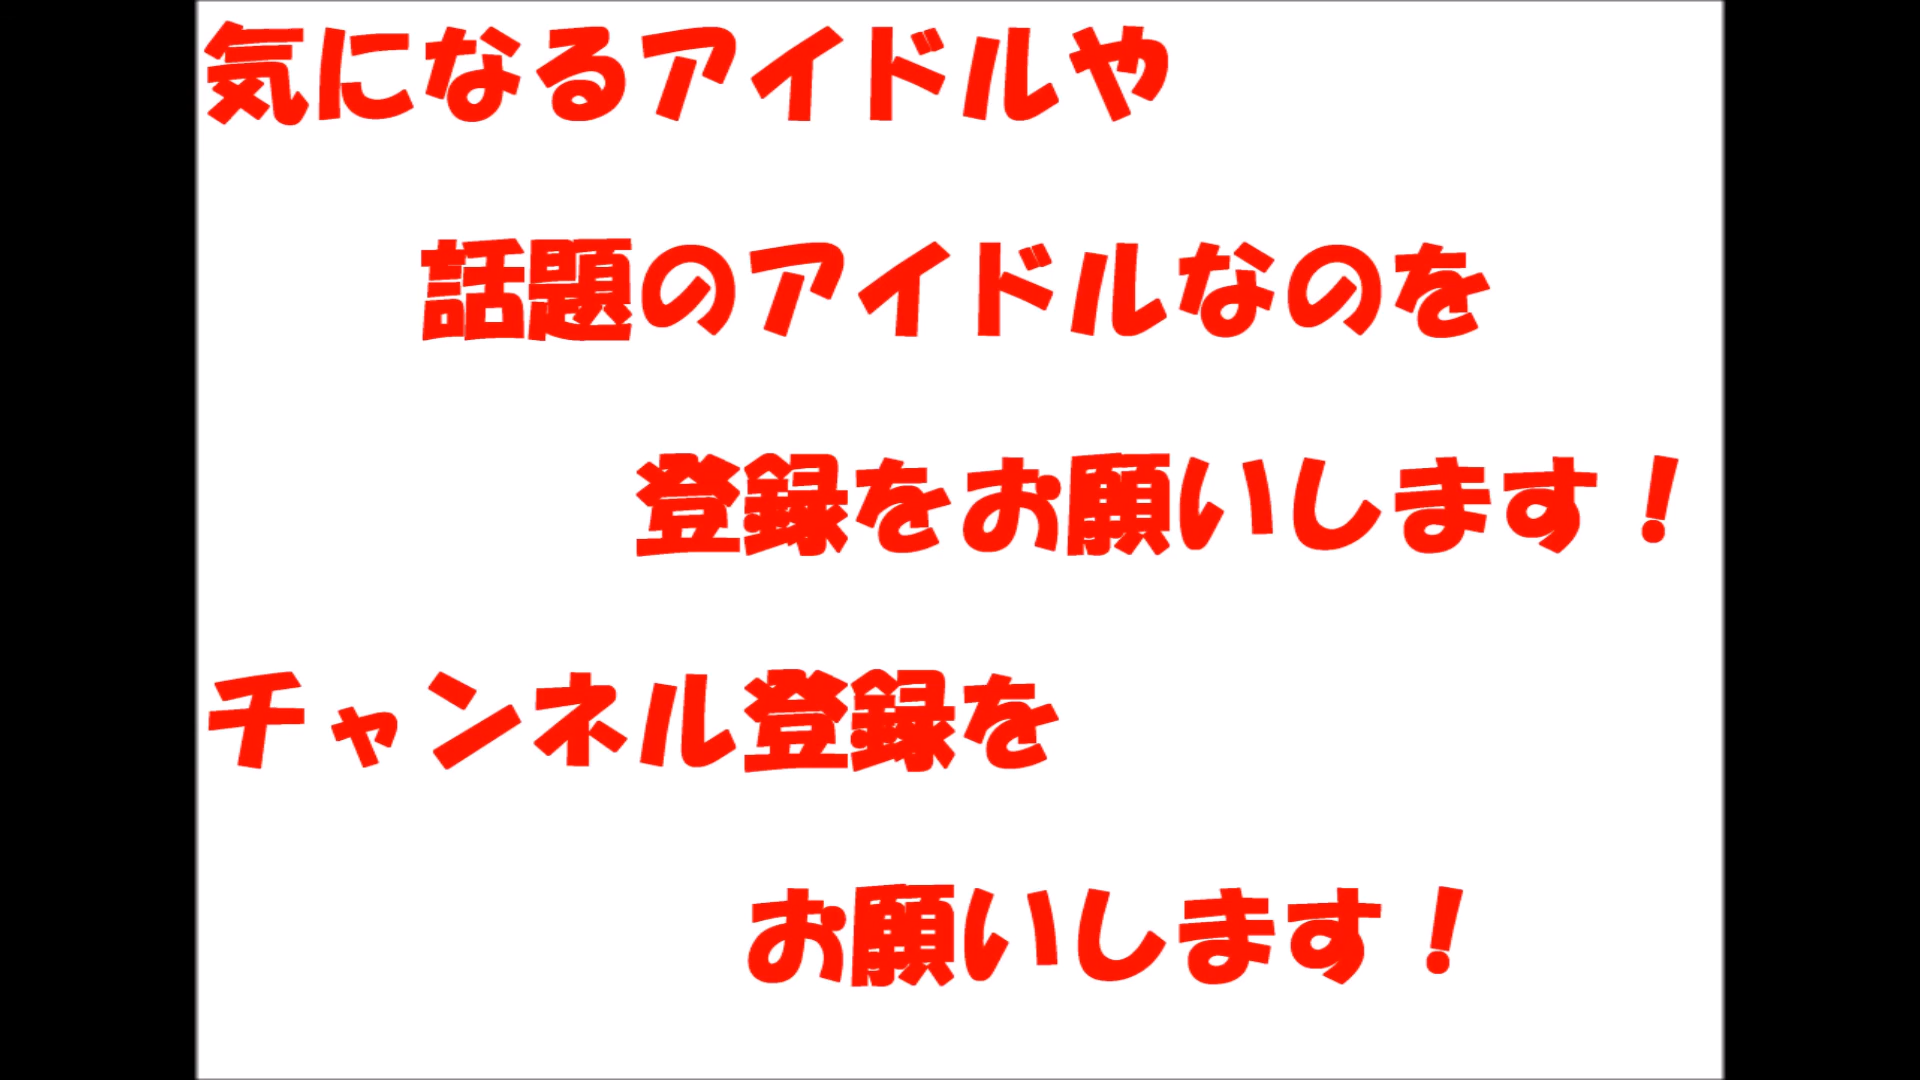 気になるアイドルや
話題のアイドルなのを
登録をお願いします！
チャンネル登録を
お願いします！